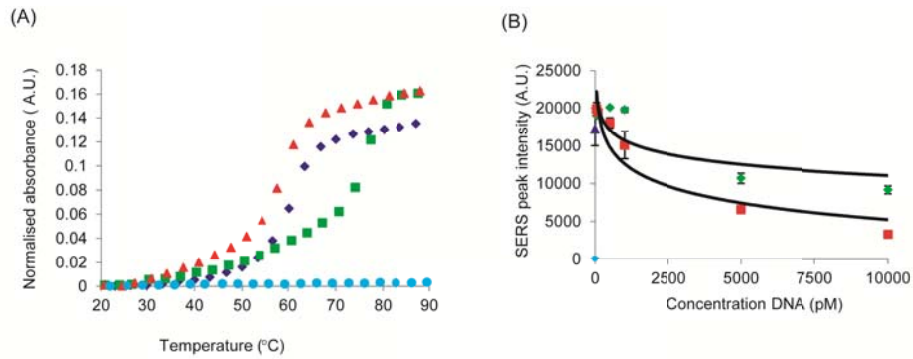 (A)
Normalised absorbance ( A.U.)
0.18
0.16
0.14
0.12
0.1
0.08
0.06
0.04
0.02
0
20 30 40 50 60 70 80 90
Temperature (°C)
(B)
SERS peak intensity (A.U.)
25000
20000
15000
10000
5000
0
0 2500 5000 7500 10000
Concentration DNA (pM)